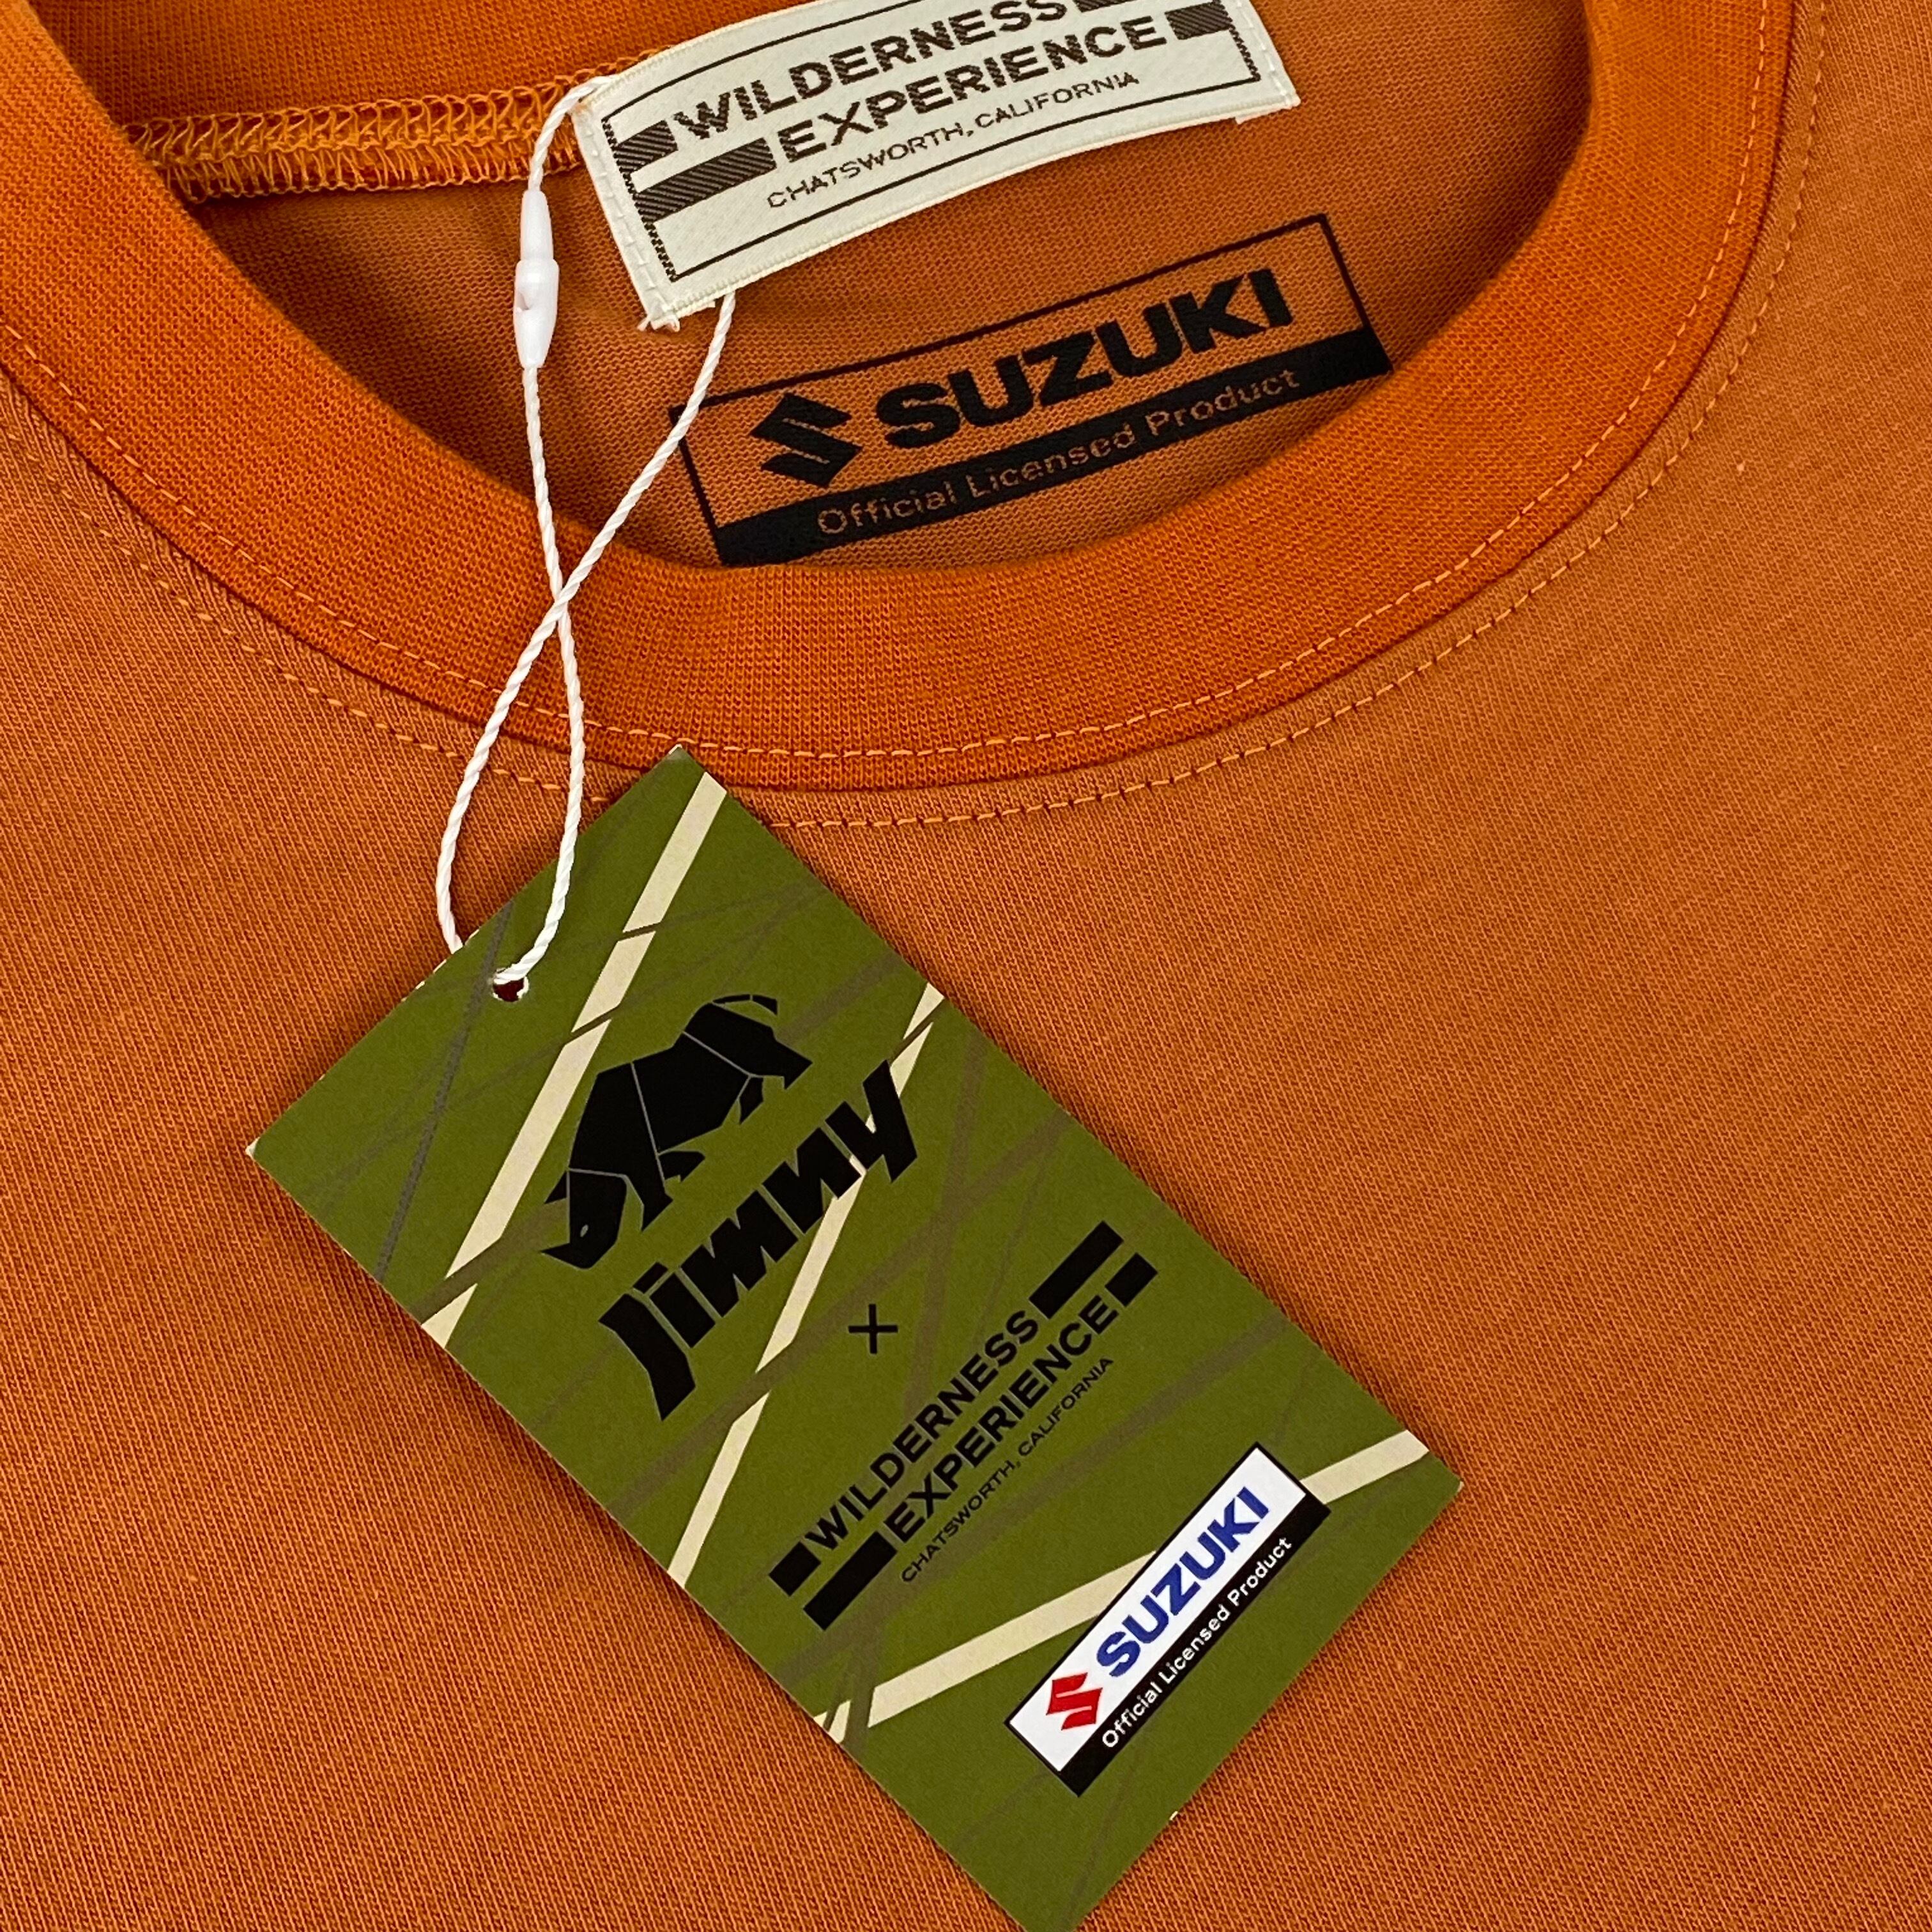 WILDERNESS
EXPERIENCE
CHATSWORTH, CALIFORNIA
SUZUKI
Official Licensed Product
Jimny
×
WILDERNESS
EXPERIENCE
CHATSWORTH, CALIFORNIA
SUZUKI
Official Licensed Product